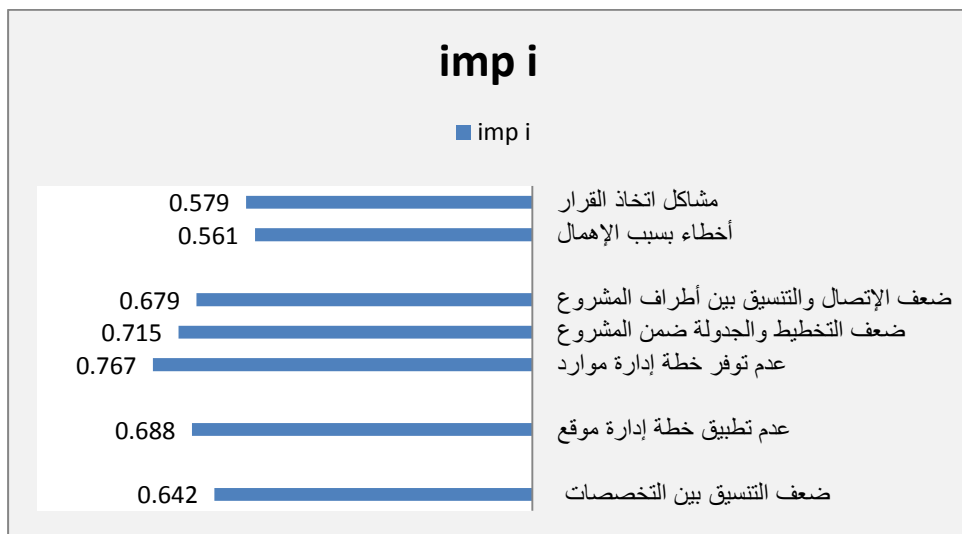 imp i
imp i
مشاكل اتخاذ القرار
0.579
أخطاء بسبب الإهمال
0.561
ضعف الإتصال والتنسيق بين أطراف المشروع
0.679
ضعف التخطيط والجدولة ضمن المشروع
0.715
عدم توفر خطة إدارة موارد
0.767
عدم تطبيق خطة إدارة موقع
0.688
ضعف التنسيق بين التخصصات
0.642